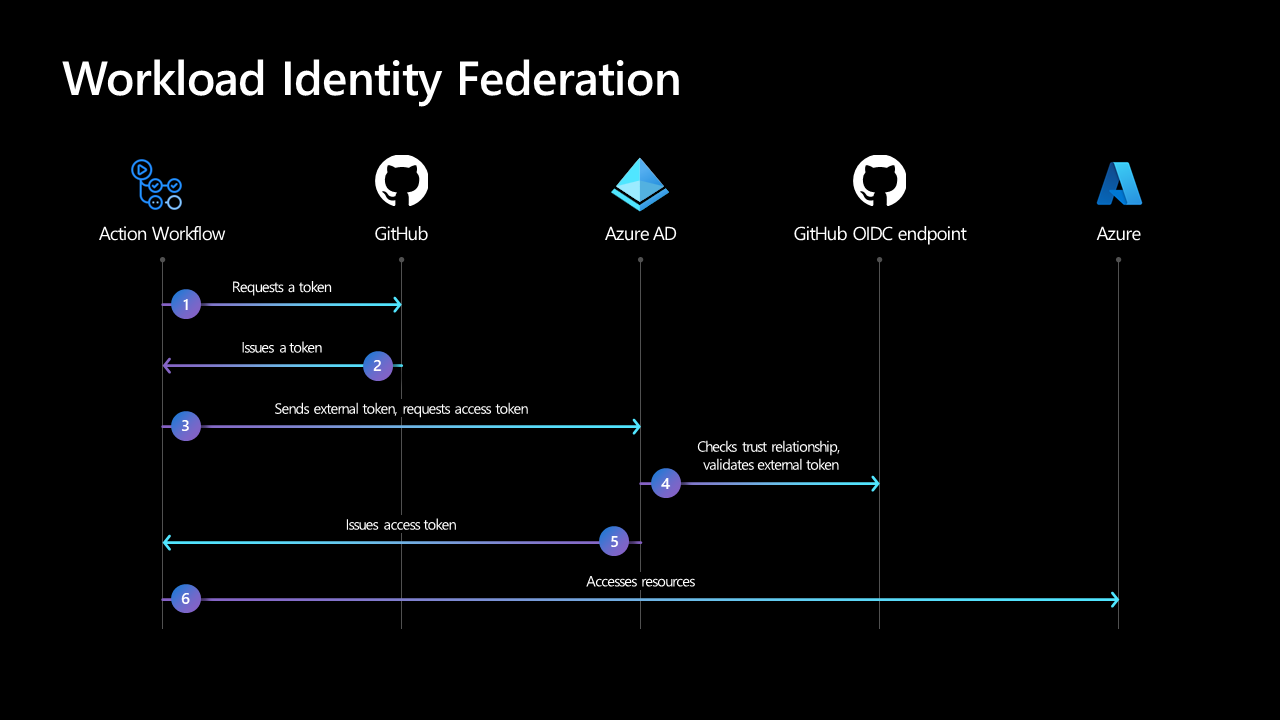 Workload Identity Federation
Action Workflow
GitHub
Azure AD
GitHub OIDC endpoint
Azure
Requests a token
1
Issues a token
2
Sends external token, requests access token
3
Checks trust relationship,
validates external token
4
Issues access token
5
Accesses resources
6